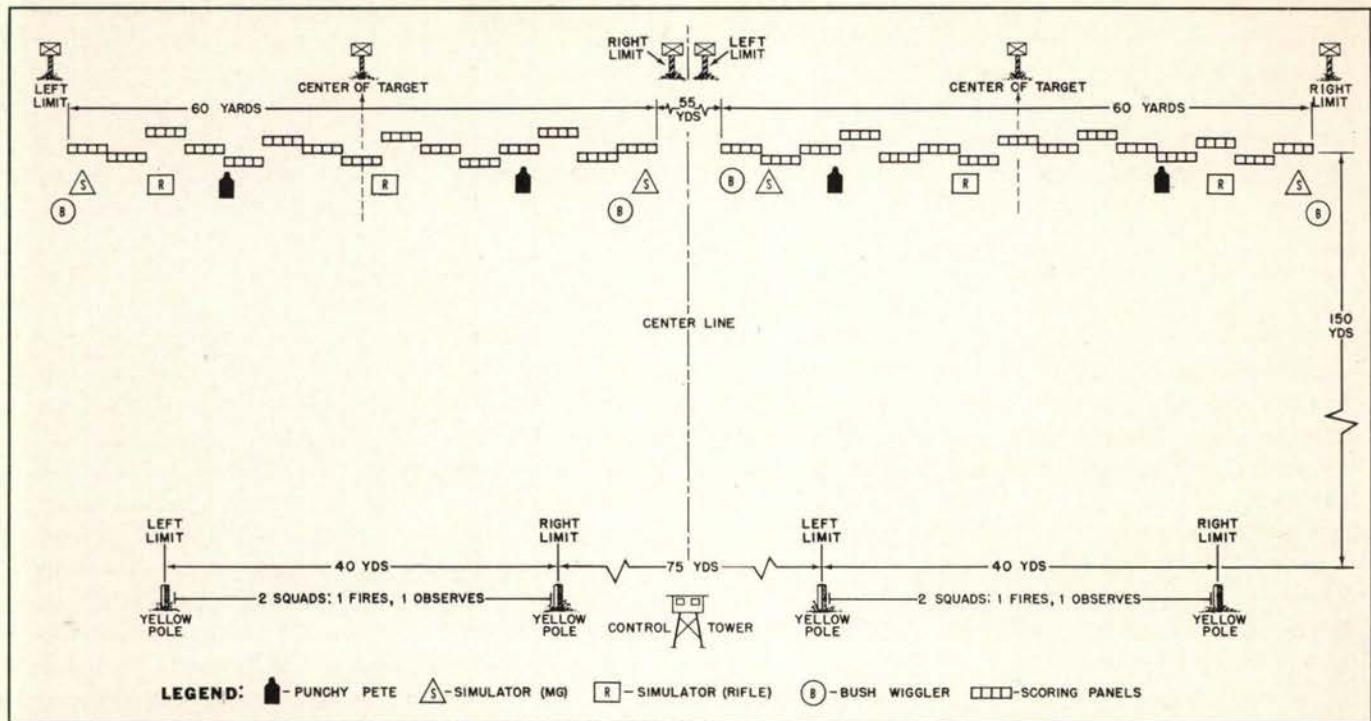 RIGHT LIMIT
LEFT LIMIT
LEFT LIMIT
CENTER OF TARGET
CENTER OF TARGET
RIGHT LIMIT
60 YARDS
55 YDS
60 YARDS
R
S
B
R
S
B
B
S
R
R
S
B
CENTER LINE
150 YDS
LEFT LIMIT
RIGHT LIMIT
LEFT LIMIT
RIGHT LIMIT
40 YDS
75 YDS
40 YDS
2 SQUADS: 1 FIRES, 1 OBSERVES
2 SQUADS: 1 FIRES, 1 OBSERVES
YELLOW POLE
YELLOW POLE
CONTROL TOWER
YELLOW POLE
YELLOW POLE
LEGEND: - PUNCHY PETE S - SIMULATOR (MG) R - SIMULATOR (RIFLE) B - BUSH WIGGLER - SCORING PANELS